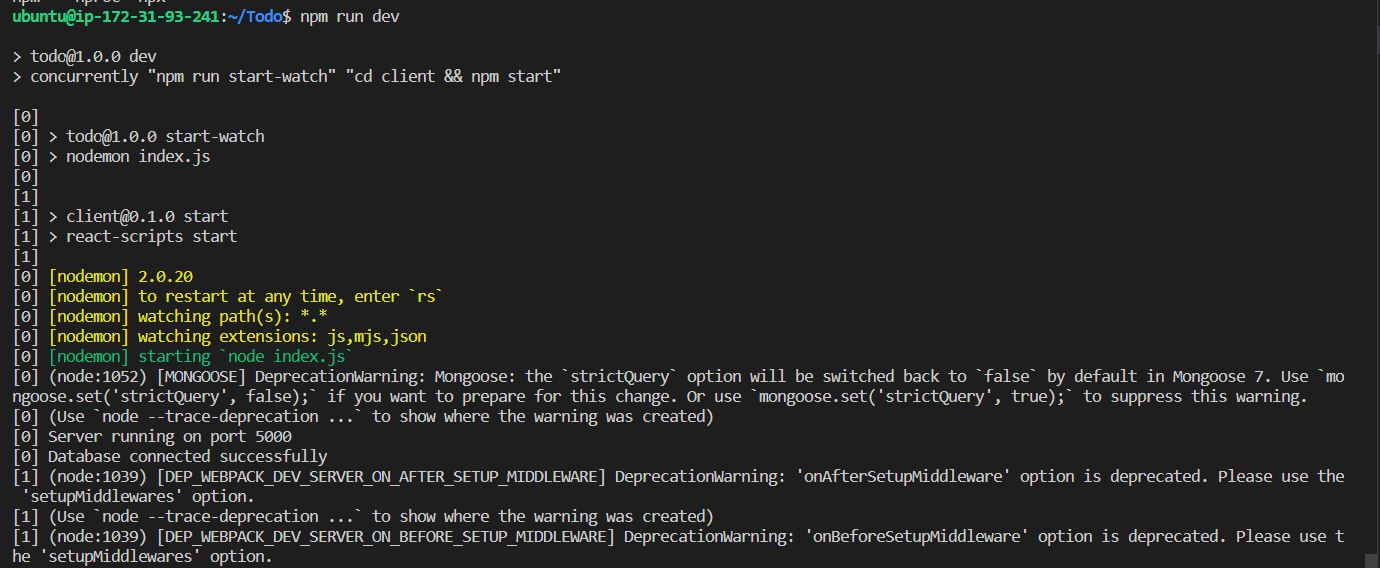 ubuntu@ip-172-31-93-241:~/Todo$ npm run dev
> todo@1.0.0 dev
> concurrently "npm run start-watch" "cd client && npm start"
[0]
[0] > todo@1.0.0 start-watch
[0] > nodemon index.js
[0]
[1]
[1] > client@0.1.0 start
[1] > react-scripts start
[1]
[0] [nodemon] 2.0.20
[0] [nodemon] to restart at any time, enter `rs`
[0] [nodemon] watching path(s): *.*
[0] [nodemon] watching extensions: js,mjs,json
[0] [nodemon] starting `node index.js`
[0] (node:1052) [MONGOOSE] DeprecationWarning: Mongoose: the `strictQuery` option will be switched back to `false` by default in Mongoose 7. Use `mo
ngoose.set('strictQuery', false);` if you want to prepare for this change. Or use `mongoose.set('strictQuery', true);` to suppress this warning.
[0] (Use `node --trace-deprecation ...` to show where the warning was created)
[0] Server running on port 5000
[0] Database connected successfully
[1] (node:1039) [DEP_WEBPACK_DEV_SERVER_ON_AFTER_SETUP_MIDDLEWARE] DeprecationWarning: 'onAfterSetupMiddleware' option is deprecated. Please use the
 'setupMiddlewares' option.
[1] (Use `node --trace-deprecation ...` to show where the warning was created)
[1] (node:1039) [DEP_WEBPACK_DEV_SERVER_ON_BEFORE_SETUP_MIDDLEWARE] DeprecationWarning: 'onBeforeSetupMiddleware' option is deprecated. Please use t
he 'setupMiddlewares' option.